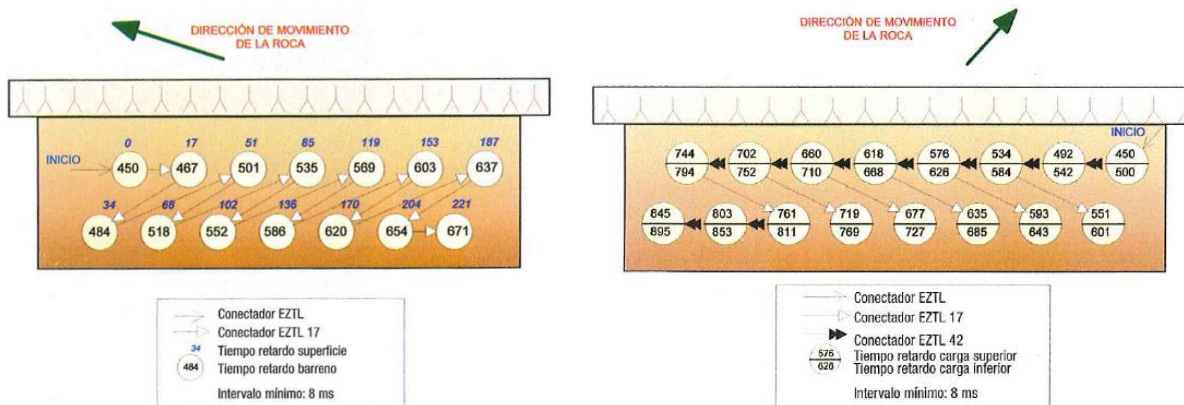 DIRECCIÓN DE MOVIMIENTO
DE LA ROCA
0 17 51 85 119 153 187
INICIO 450 467 501 535 569 603 637
34 68 102 136 170 204 221
484 518 552 586 620 654 671
Conectador EZTL
Conectador EZTL 17
34 Tiempo retardo superficie
484 Tiempo retardo barreno
Intervalo mínimo: 8 ms
DIRECCIÓN DE MOVIMIENTO
DE LA ROCA
INICIO
744 702 660 618 576 534 492 450
794 752 710 668 626 584 542 500
845 803 761 719 677 635 593 551
895 853 811 769 727 685 643 601
Conectador EZTL
Conectador EZTL 17
Conectador EZTL 42
576 Tiempo retardo carga superior
626 Tiempo retardo carga inferior
Intervalo mínimo: 8 ms